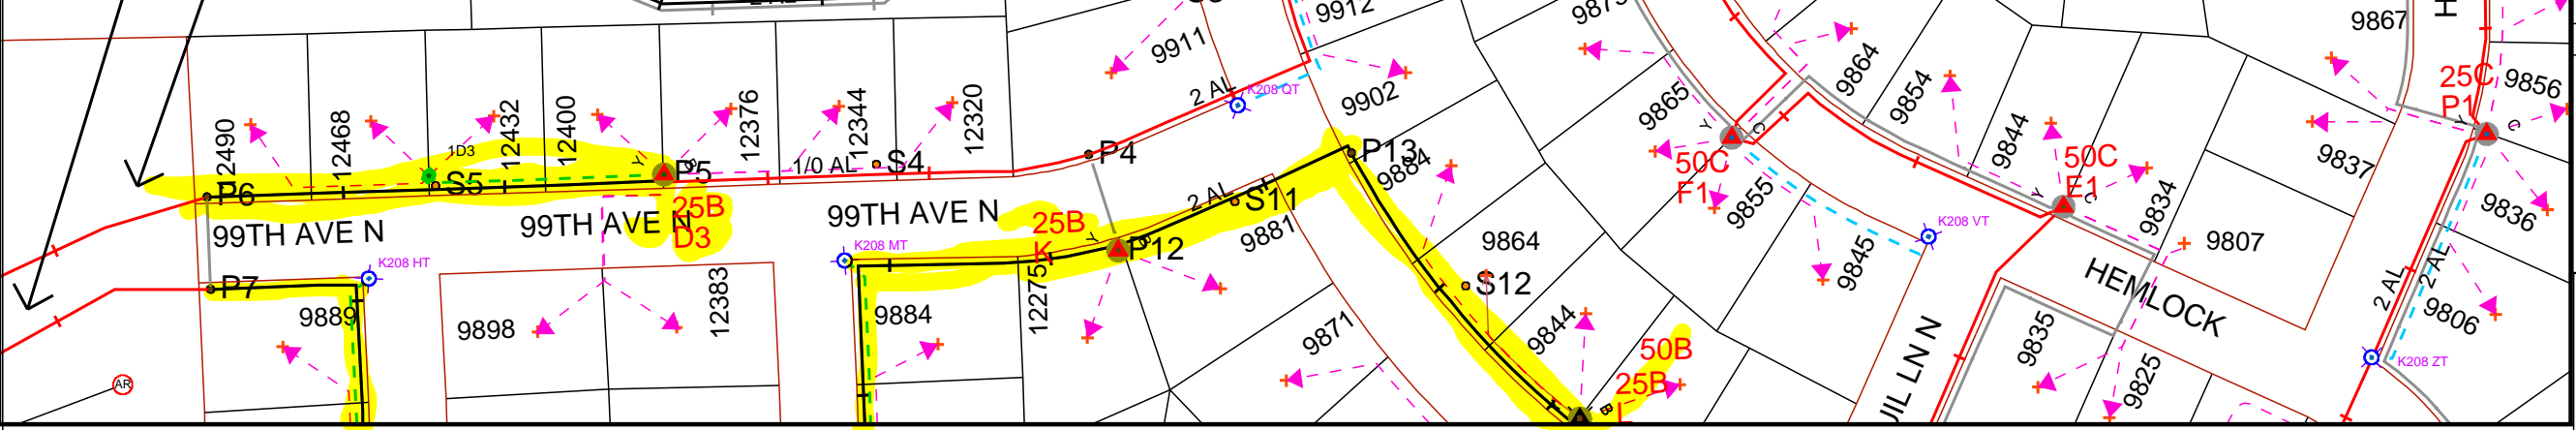 9912
9879
9867
H
9911
9864
25C
P1
9856
2 AL
K208 QT
9902
9854
9865
Y
C
Y
C
12490
12468
1D3
12432
12400
Y
B
12376
12344
12320
9844
9837
P6
S5
P5
1/0 AL
S4
P4
P13
9884
50C
F1
50C
E1
Y
C
9855
9834
9836
99TH AVE N
99TH AVE N
25B
D3
99TH AVE N
25B
K
Y
B
P12
2 AL
S11
9881
9864
K208 VT
9807
K208 MT
K208 HT
P7
9889
9898
12383
9884
12275
S12
9845
HEMLOCK
2 AL
2 AL
9806
9871
9844
50B
25B
L
B
9835
9825
K208 ZT
UIL LN N
AR